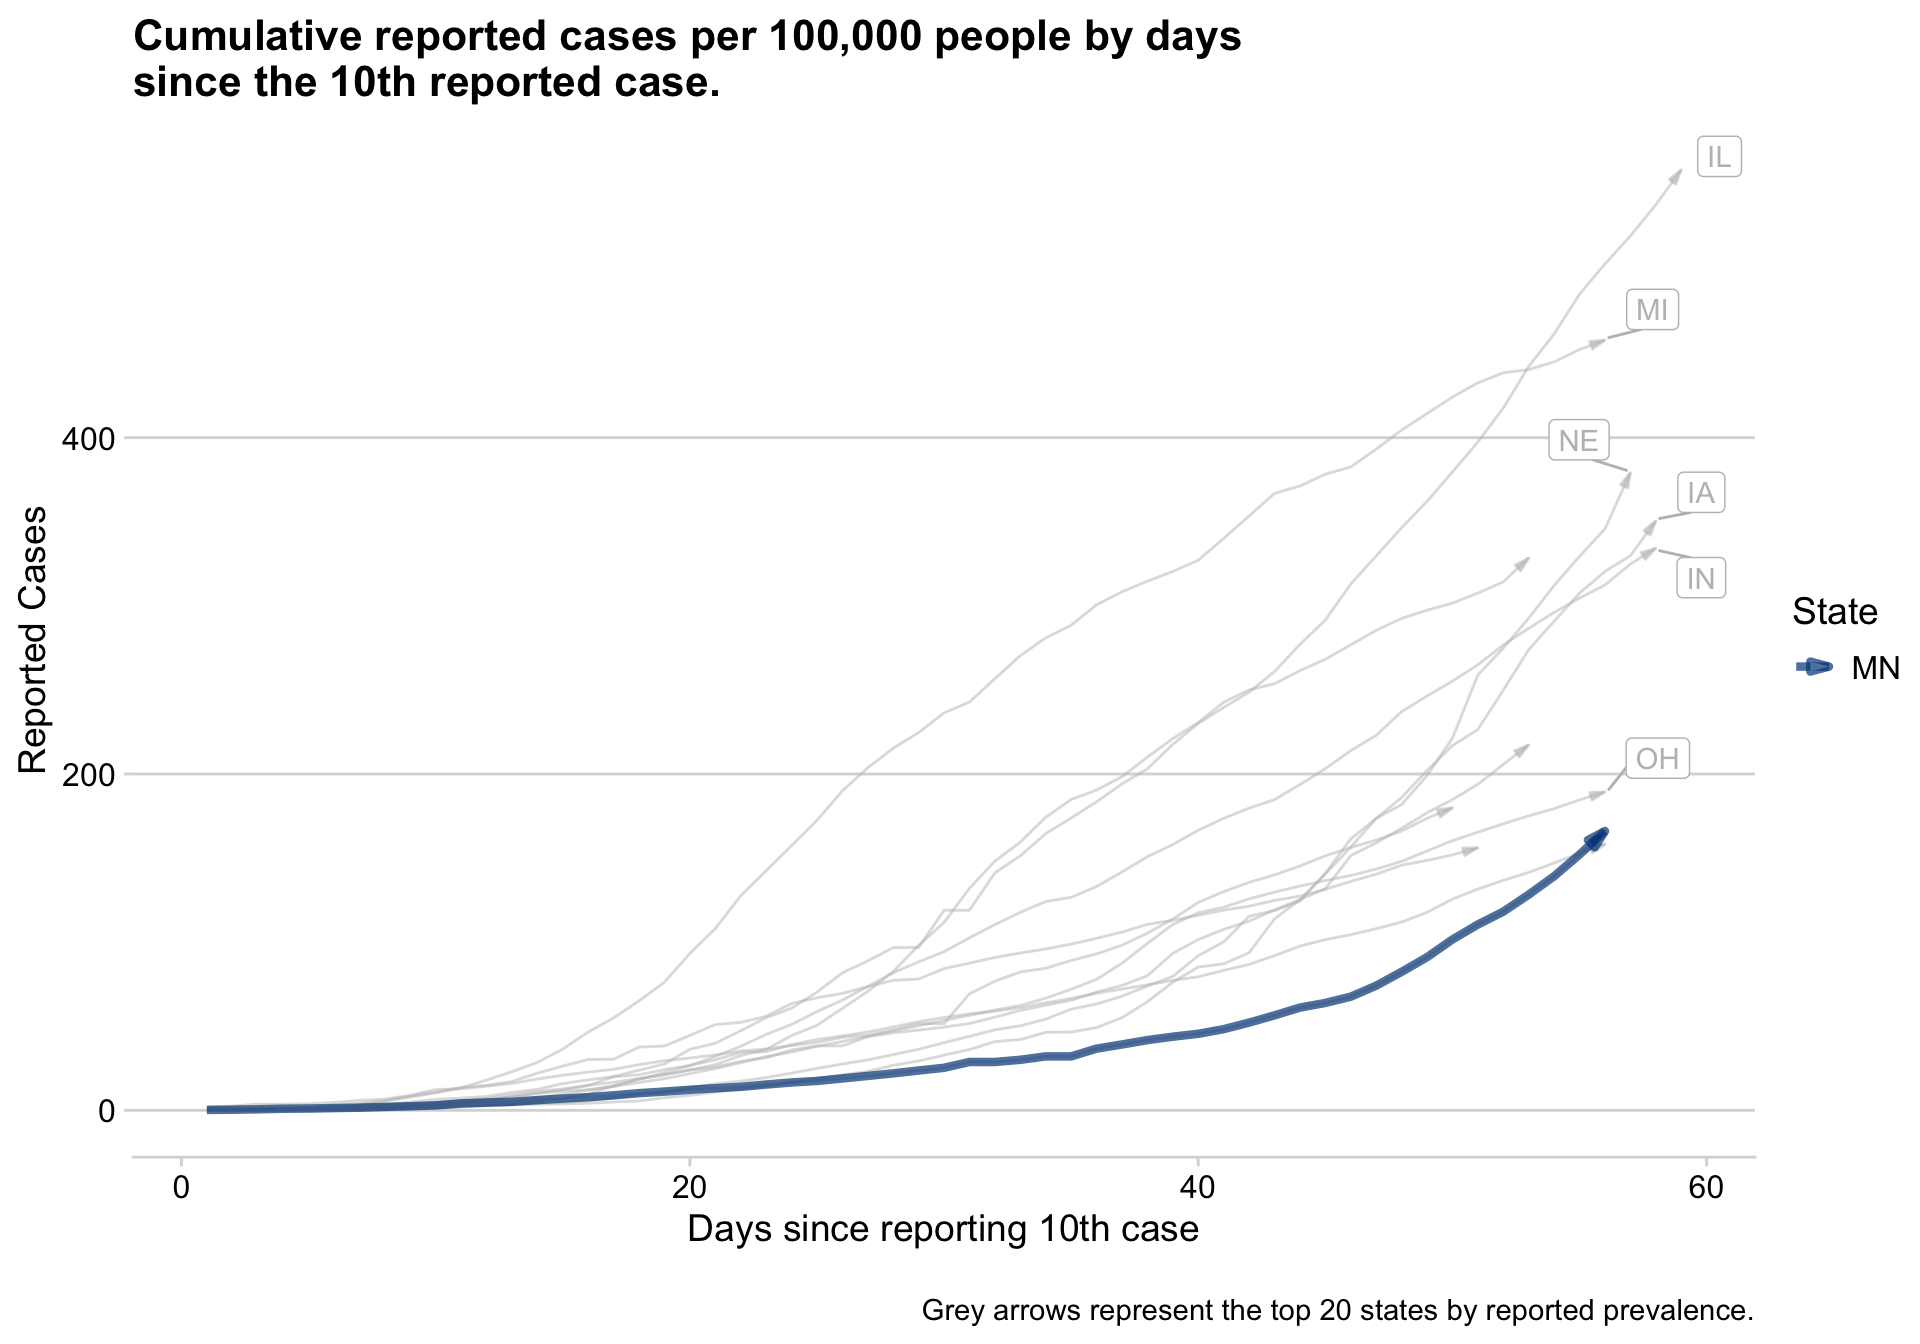 Cumulative reported cases per 100,000 people by days
since the 10th reported case.
IL
MI
NE
IA
IN
OH
400
200
0
Reported Cases
0 20 40 60
Days since reporting 10th case
State
MN
Grey arrows represent the top 20 states by reported prevalence.